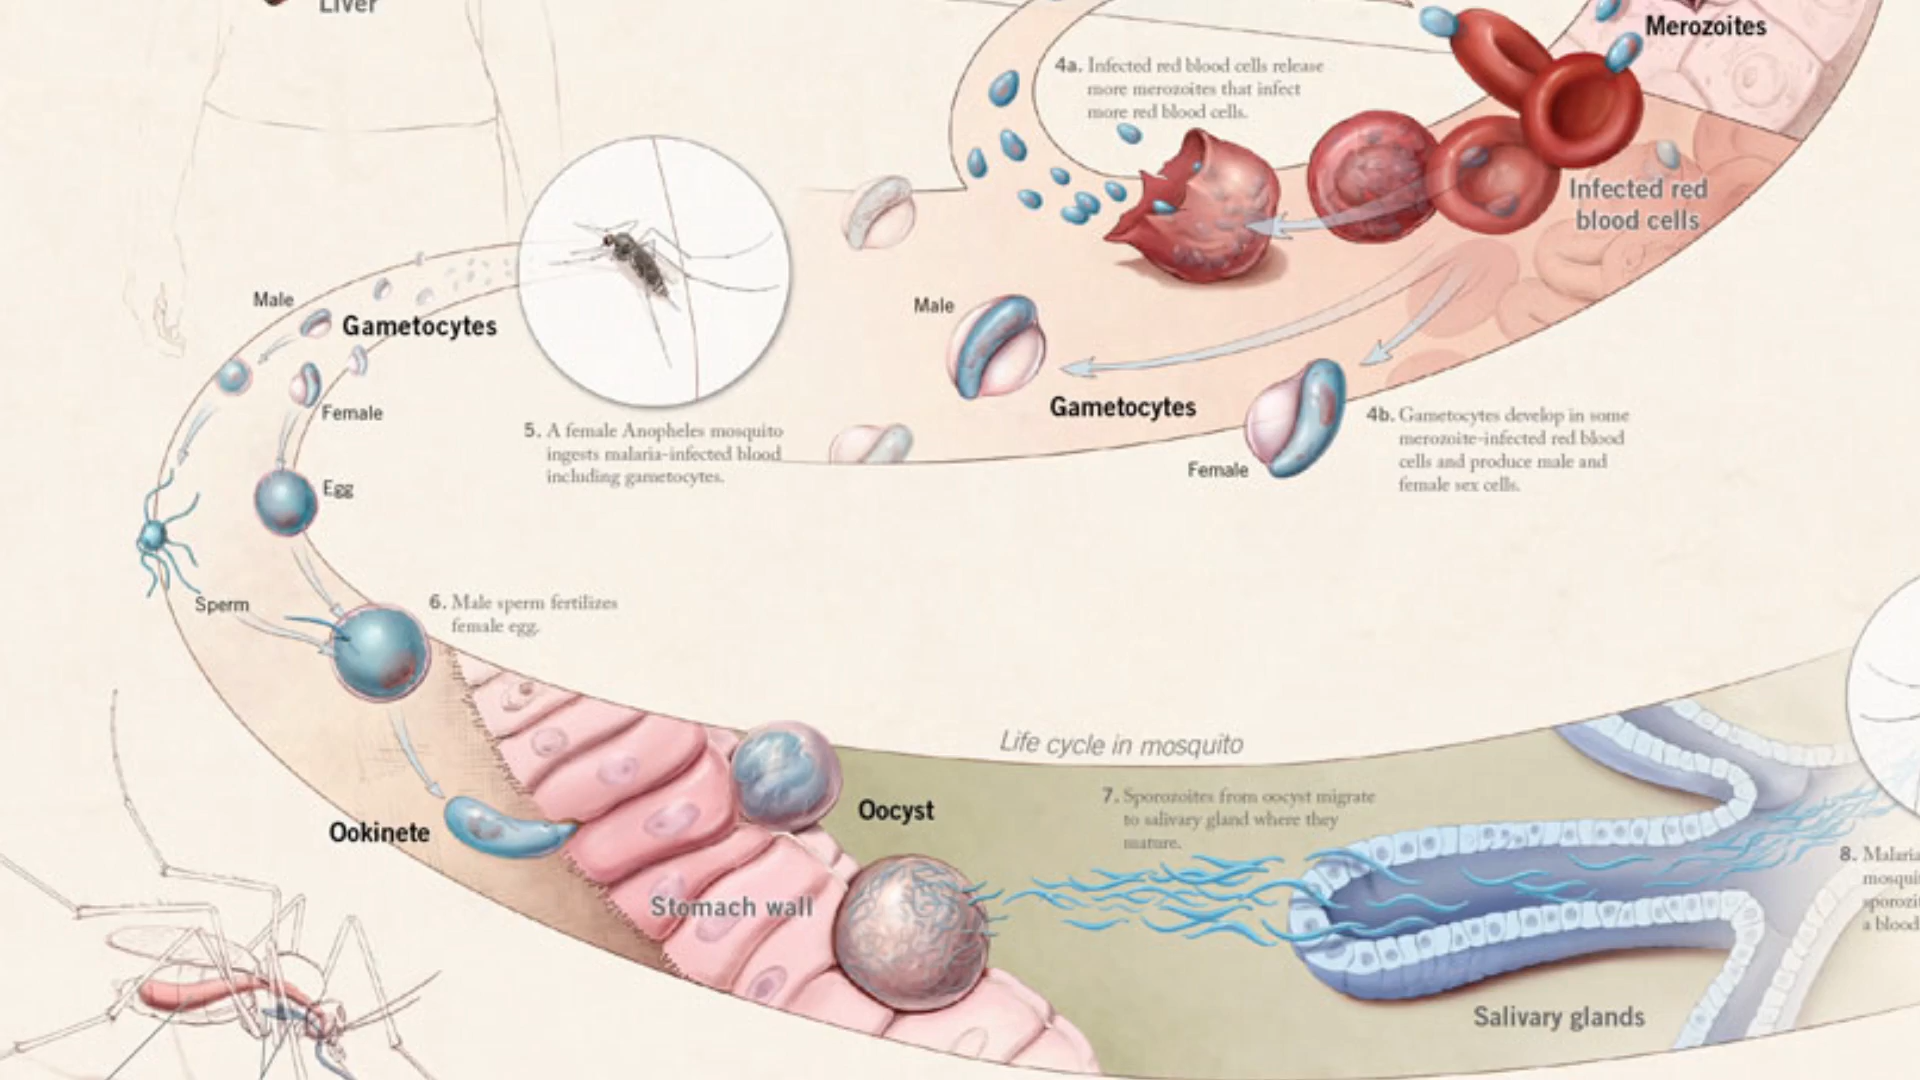 Liver
Merozoites
4a. Infected red blood cells release
more merozoites that infect
more red blood cells.
Infected red
blood cells
Male
Gametocytes
Female
Male
Gametocytes
Female
4b. Gametocytes develop in some
merozoite-infected red blood
cells and produce male and
female sex cells.
5. A female Anopheles mosquito
ingests malaria-infected blood
including gametocytes.
Egg
Sperm
6. Male sperm fertilizes
female egg.
Life cycle in mosquito
Ookinete
Oocyst
Stomach wall
7. Sporozoites from oocyst migrate
to salivary gland where they
mature.
Salivary glands
8. Malaria
a blood